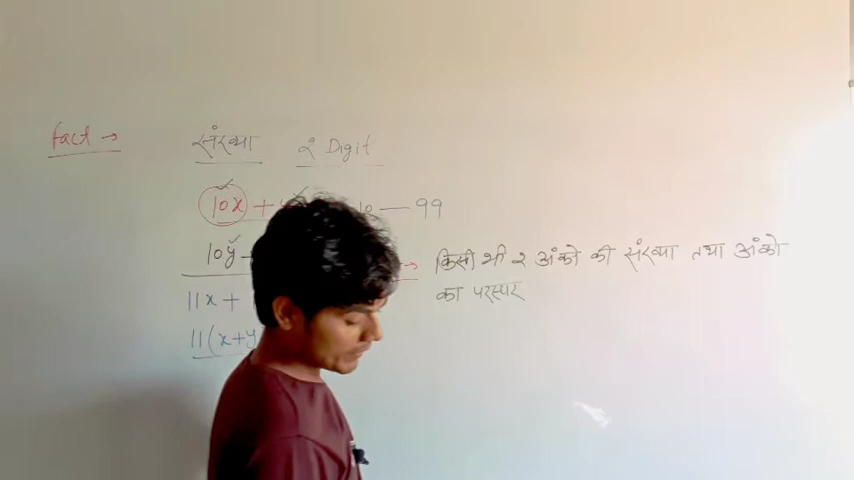 Fact → संख्या 2 Digit
10x + 10 — 99
10y
→ किसी भी 2 अंको की संख्या तथा अंको
का परस्पर
11x +
11(x+y